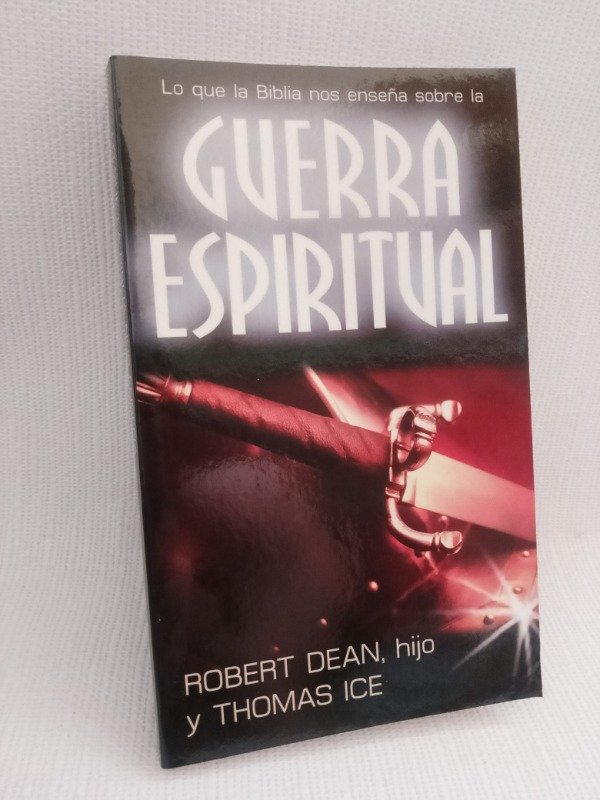 Lo que la Biblia nos enseña sobre la
GUERRA
ESPIRITUAL
ROBERT DEAN, hijo
y THOMAS ICE